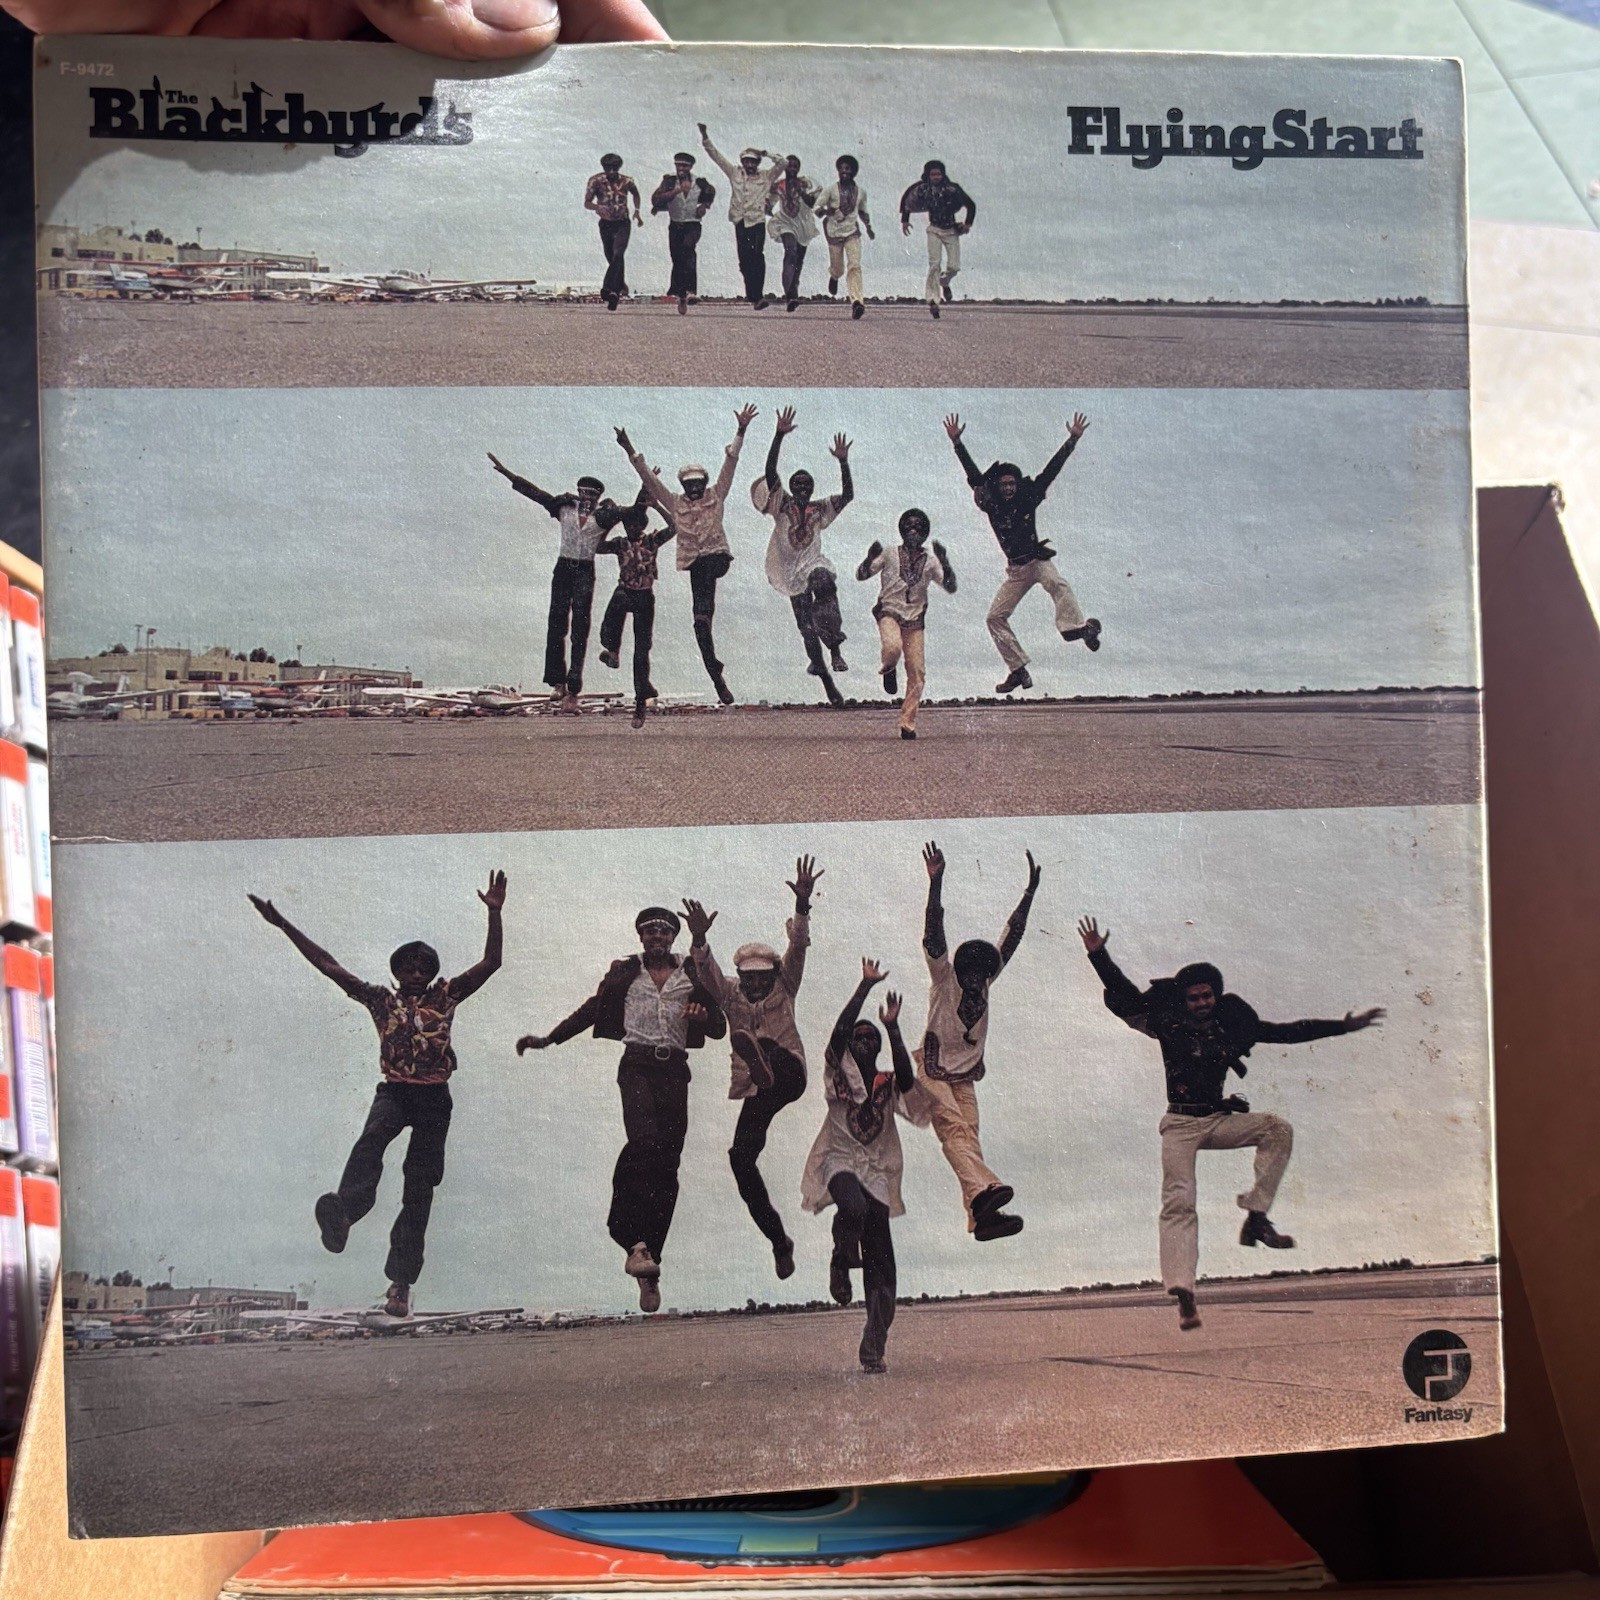 F-9472
The
Blackbyrds
Flying Start
Fantasy